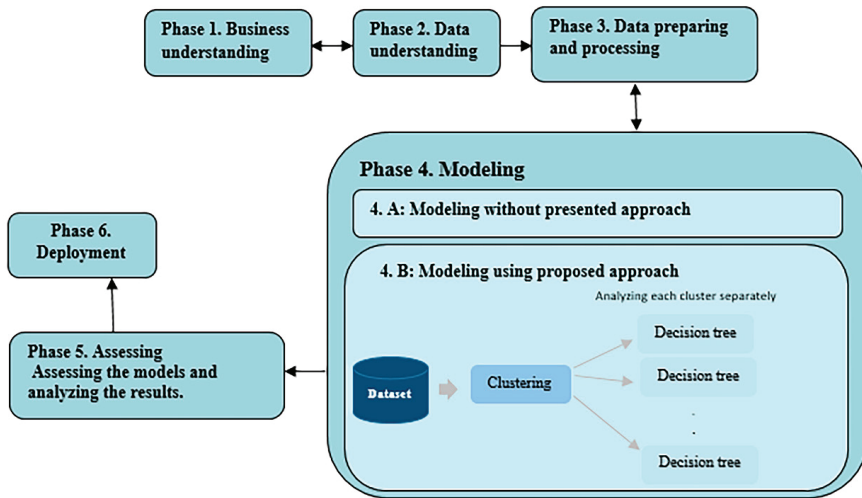 Phase 1. Business
understanding
Phase 2. Data
understanding
Phase 3. Data preparing
and processing
Phase 4. Modeling
4. A: Modeling without presented approach
4. B: Modeling using proposed approach
Analyzing each cluster separately
Dataset
Clustering
Decision tree
Decision tree
.
.
Decision tree
Phase 5. Assessing
Assessing the models and
analyzing the results.
Phase 6.
Deployment